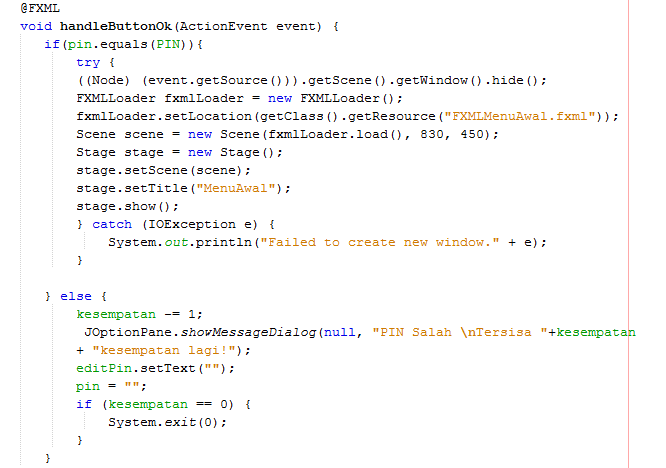 @FXML
void handleButtonOk(ActionEvent event) {
if(pin.equals(PIN)){
try {
((Node) (event.getSource())).getScene().getWindow().hide();
FXMLLoader fxmlLoader = new FXMLLoader();
fxmlLoader.setLocation(getClass().getResource("FXMLMenuAwal.fxml"));
Scene scene = new Scene(fxmlLoader.load(), 830, 450);
Stage stage = new Stage();
stage.setScene(scene);
stage.setTitle("MenuAwal");
stage.show();
} catch (IOException e) {
System.out.println("Failed to create new window." + e);
}
} else {
kesempatan -= 1;
JOptionPane.showMessageDialog(null, "PIN Salah \nTersisa "+kesempatan
+ "kesempatan lagi!");
editPin.setText("");
pin = "";
if (kesempatan == 0) {
System.exit(0);
}
}